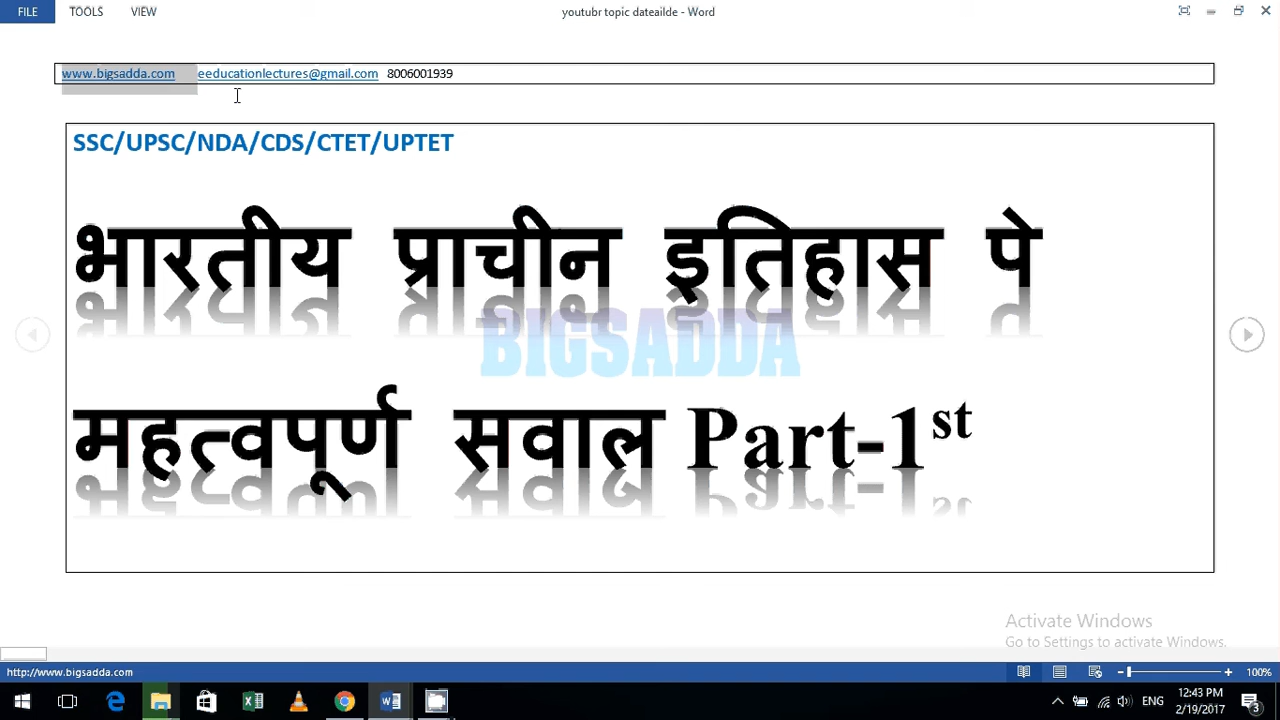 FILE TOOLS VIEW youtubr topic dateailde - Word
www.bigsadda.com eeducationlectures@gmail.com 8006001939
SSC/UPSC/NDA/CDS/CTET/UPTET
भारतीय प्राचीन इतिहास पे
BIGSADDA
महत्वपूर्ण सवाल Part-1st
Activate Windows
Go to Settings to activate Windows.
http://www.bigsadda.com 100%
ENG 12:43 PM
2/19/2017 3